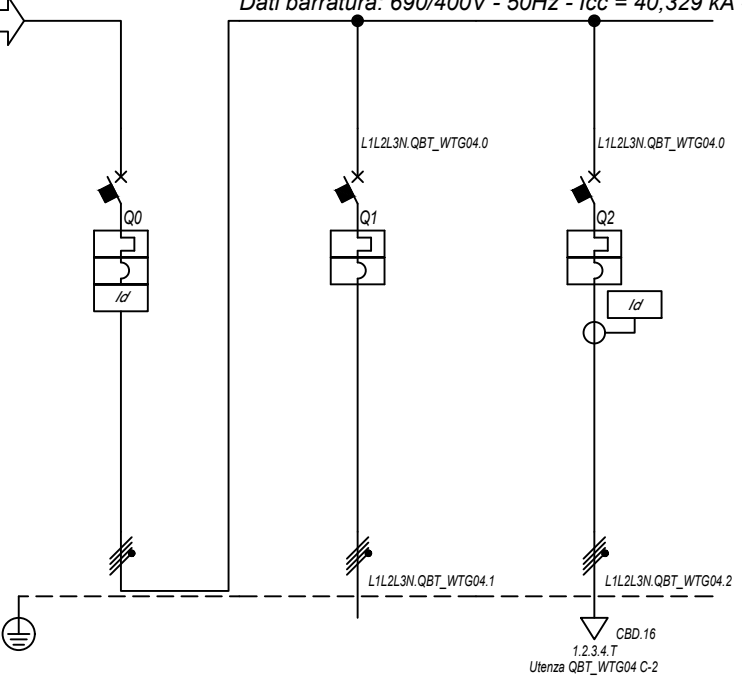 Dati barratura: 690/400V - 50Hz - Icc = 40,329 kA
L1L2L3N.QBT_WTG04.0
L1L2L3N.QBT_WTG04.0
Q0
Q1
Q2
Id
Id
L1L2L3N.QBT_WTG04.1
L1L2L3N.QBT_WTG04.2
CBD.16
1.2.3.4.T
Utenza QBT_WTG04 C-2